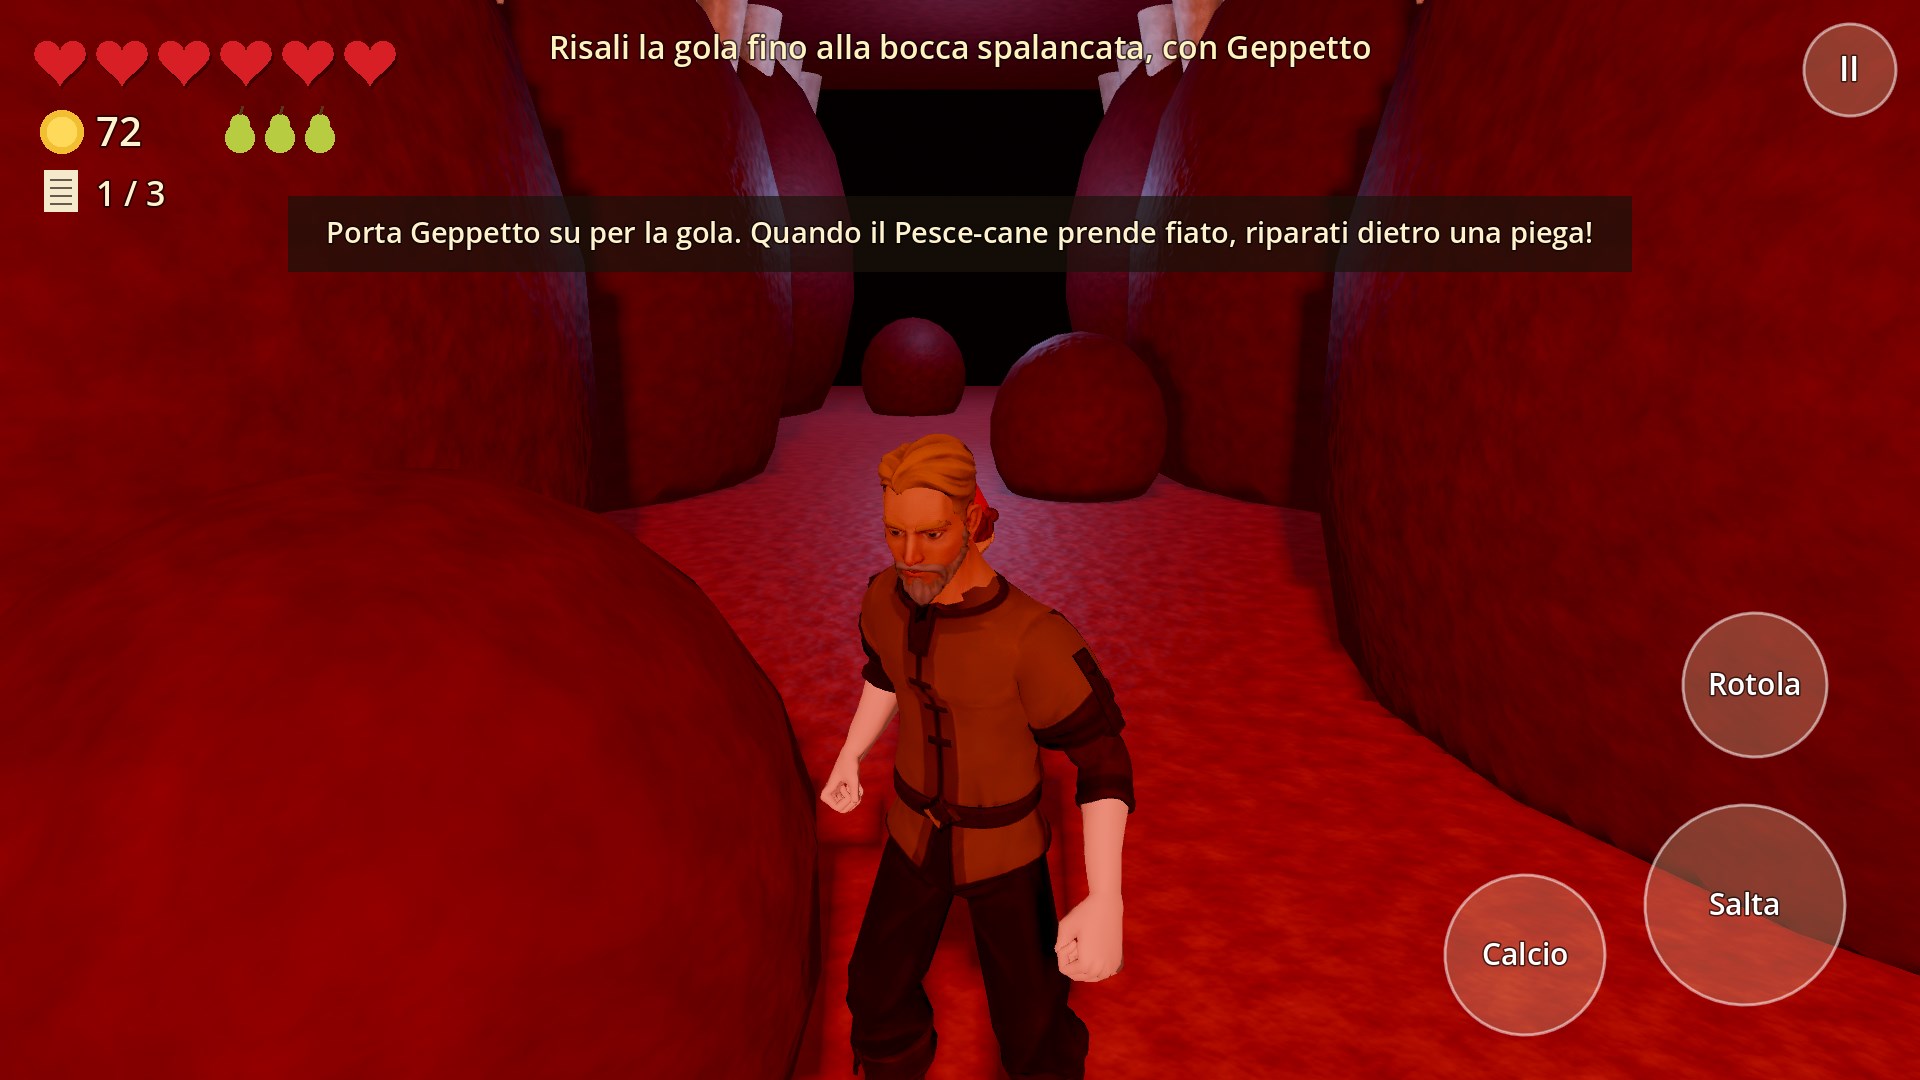 Risali la gola fino alla bocca spalancata, con Geppetto
72
1 / 3
Porta Geppetto su per la gola. Quando il Pesce-cane prende fiato, riparati dietro una piega!
Rotola
Salta
Calcio